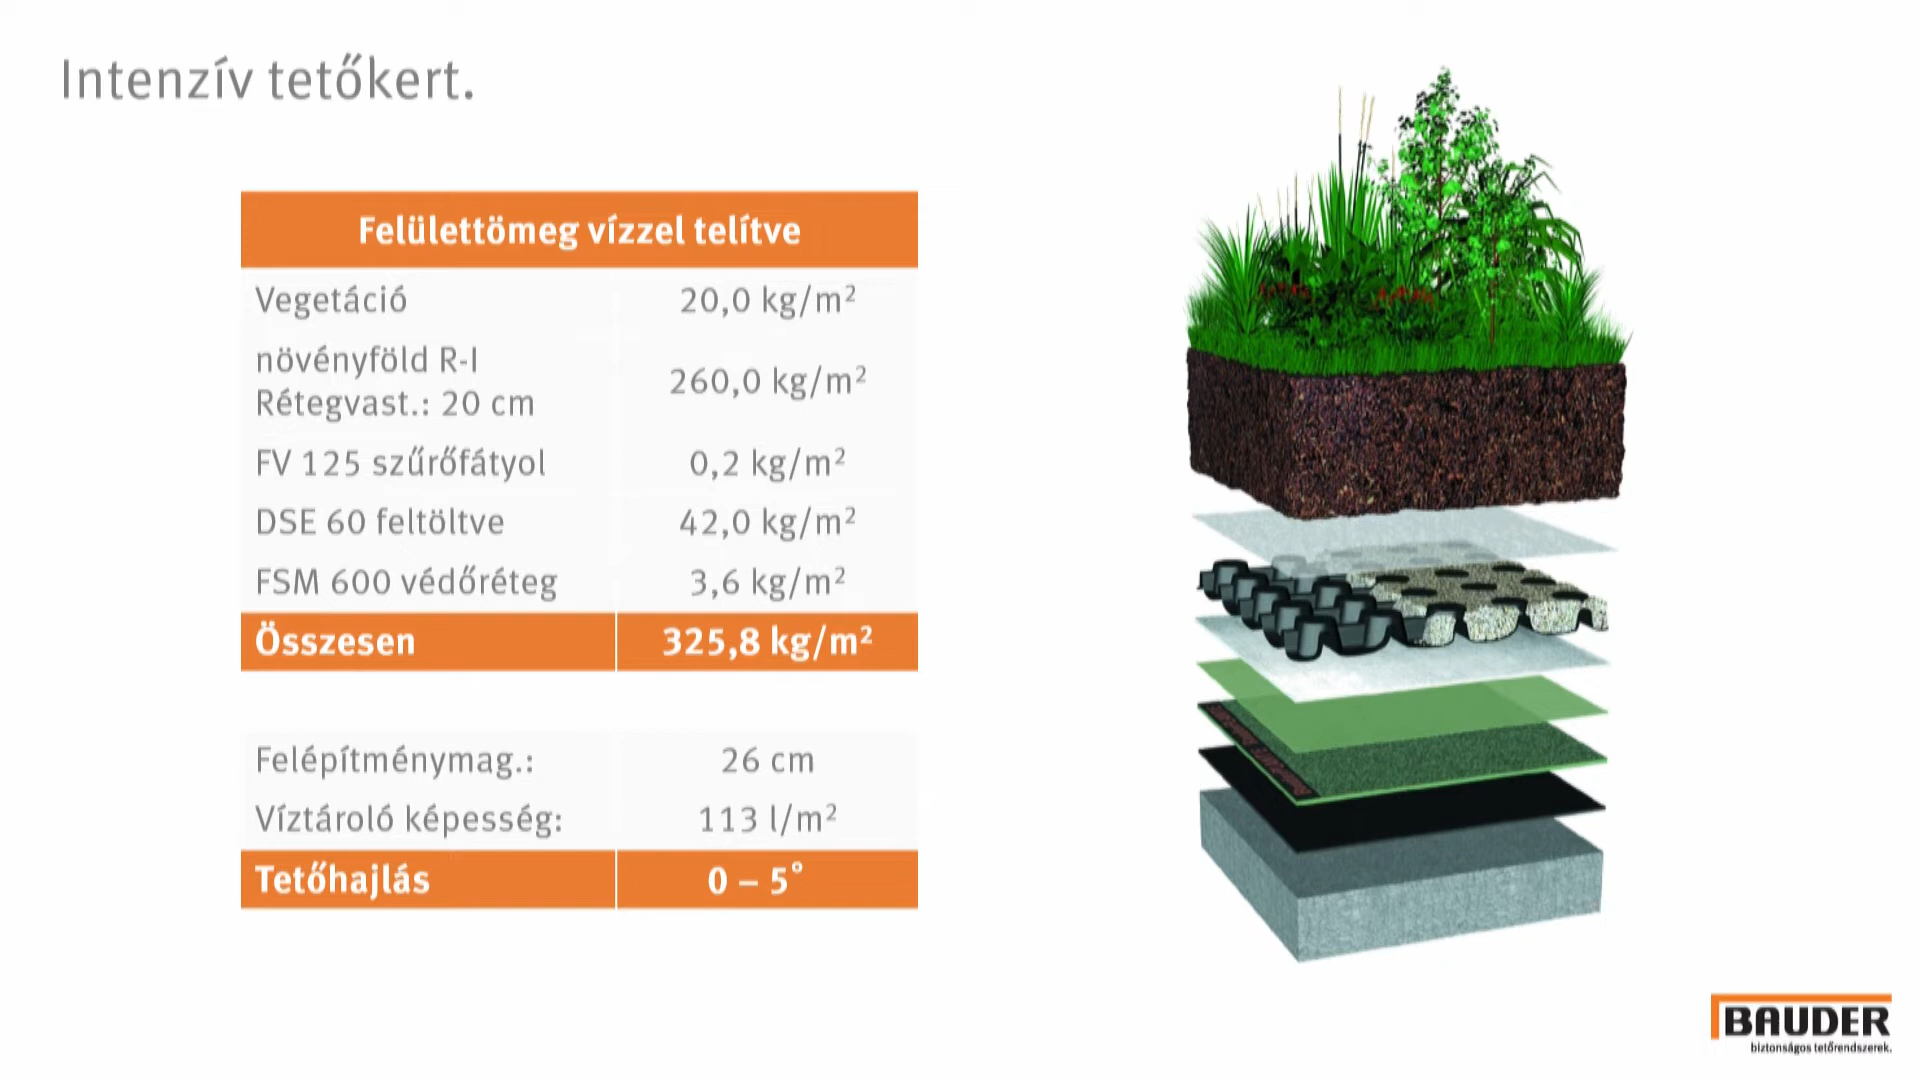 Intenzív tetőkert.
Felülettömeg vízzel telítve
Vegetáció 20,0 kg/m²
növényföld R-I
Rétegvast.: 20 cm 260,0 kg/m²
FV 125 szűrőfátyol 0,2 kg/m²
DSE 60 feltöltve 42,0 kg/m²
FSM 600 védőréteg 3,6 kg/m²
Összesen 325,8 kg/m²
Felépítménymag.: 26 cm
Víztároló képesség: 113 l/m²
Tetőhajlás 0 – 5°
BAUDER
biztonságos tetőrendszerek.